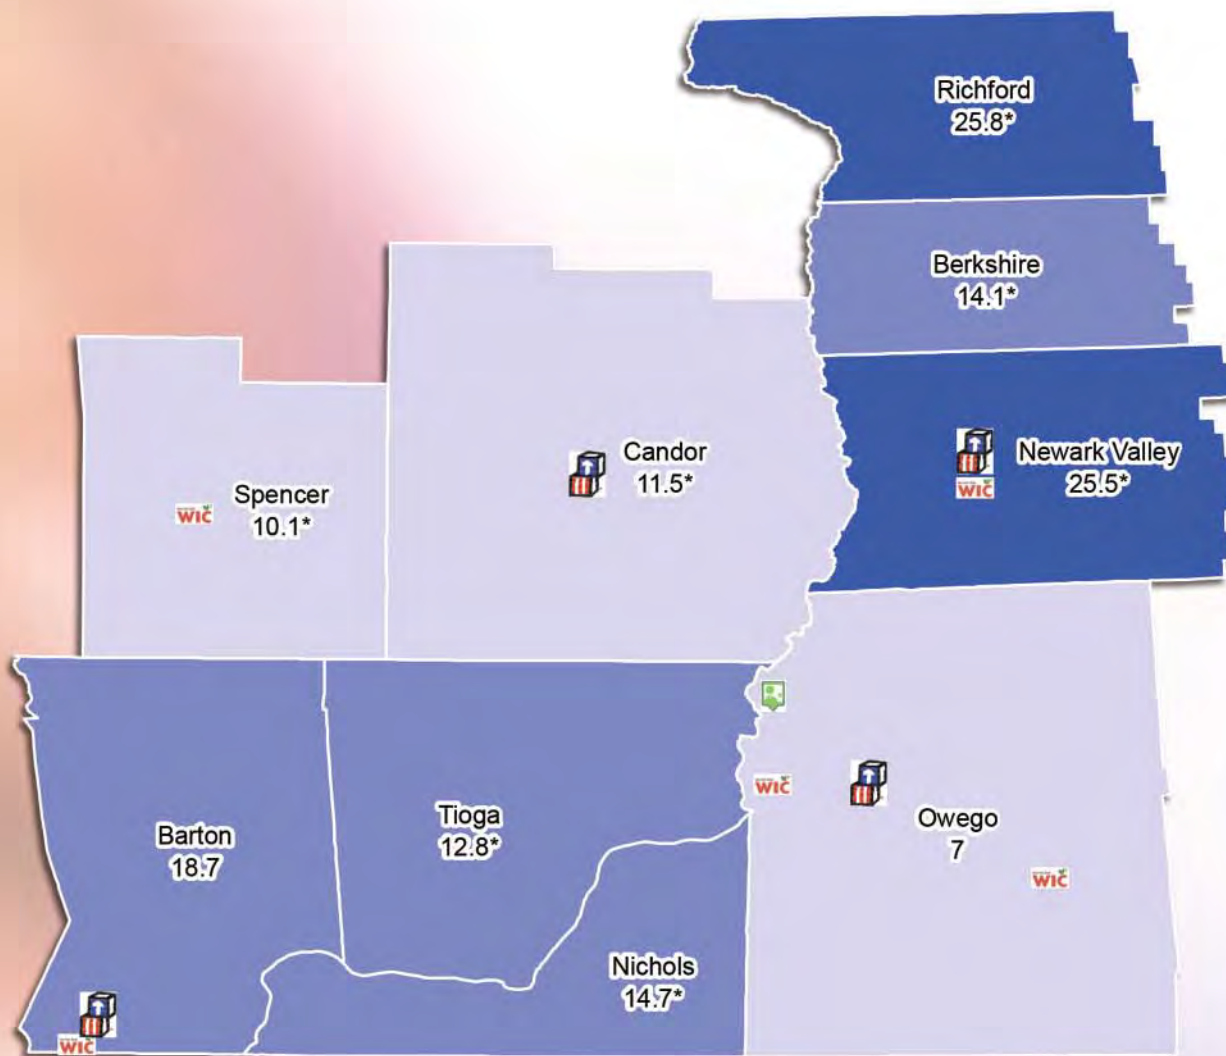 Richford
25.8*
Berkshire
14.1*
Candor
11.5*
Newark Valley
25.5*
WIC
Spencer
10.1*
WIC
WIC
Tioga
12.8*
Owego
7
Barton
18.7
WIC
Nichols
14.7*
WIC